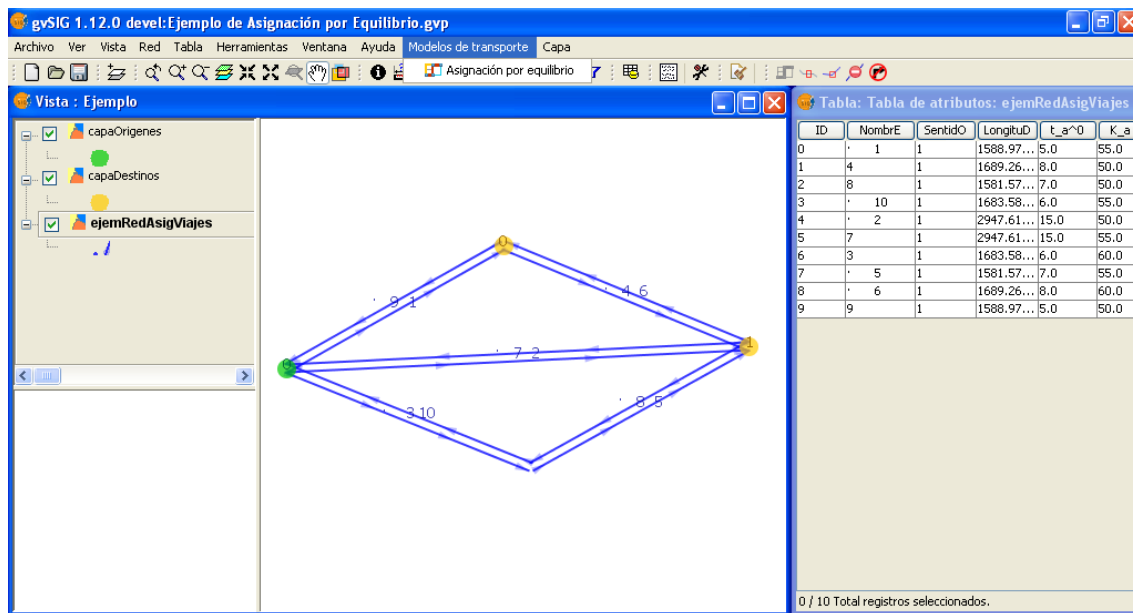 gvSIG 1.12.0 devel:Ejemplo de Asignación por Equilibrio.gvp
Archivo Ver Vista Red Tabla Herramientas Ventana Ayuda Modelos de transporte Capa
Asignación por equilibrio
Vista : Ejemplo
capaOrigenes
capaDestinos
ejemRedAsigViajes
0
· 9 1
· 4 6
1
· 7 2
0
· 8 5
· 3 10
Tabla: Tabla de atributos: ejemRedAsigViajes
ID NombrE SentidO LongituD t_a^0 K_a
0 · 1 1 1588.97... 5.0 55.0
1 4 1 1689.26... 8.0 50.0
2 8 1 1581.57... 7.0 50.0
3 · 10 1 1683.58... 6.0 55.0
4 · 2 1 2947.61... 15.0 50.0
5 7 1 2947.61... 15.0 55.0
6 3 1 1683.58... 6.0 60.0
7 · 5 1 1581.57... 7.0 55.0
8 · 6 1 1689.26... 8.0 60.0
9 9 1 1588.97... 5.0 50.0
0 / 10 Total registros seleccionados.